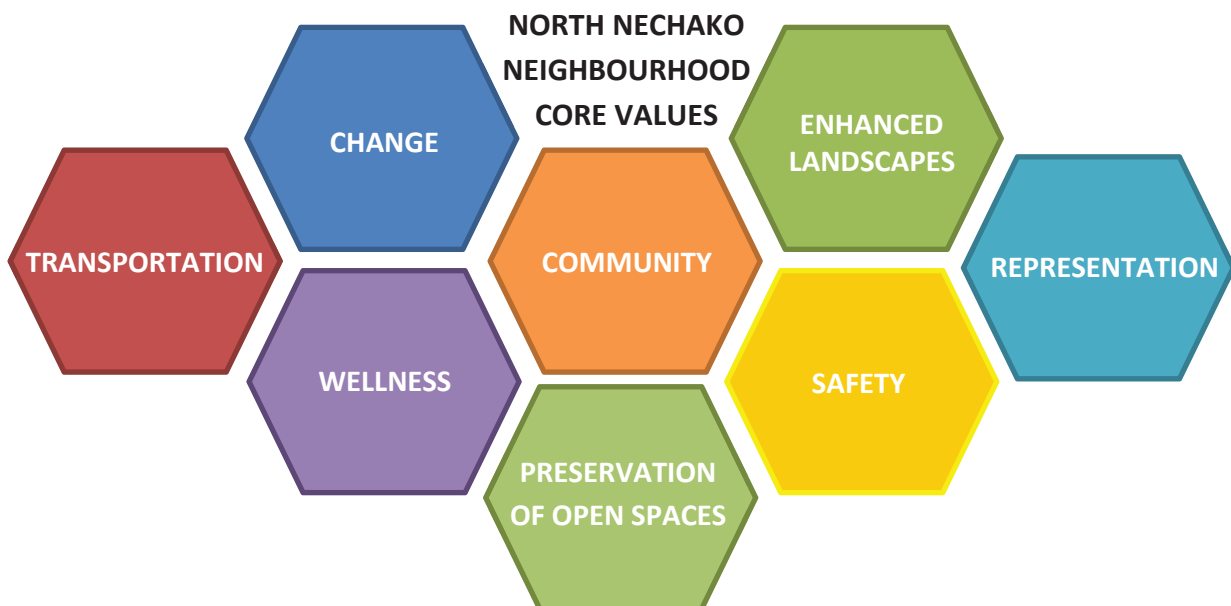 NORTH NECHAKO
NEIGHBOURHOOD
CORE VALUES
CHANGE
ENHANCED
LANDSCAPES
TRANSPORTATION
COMMUNITY
REPRESENTATION
WELLNESS
SAFETY
PRESERVATION
OF OPEN SPACES